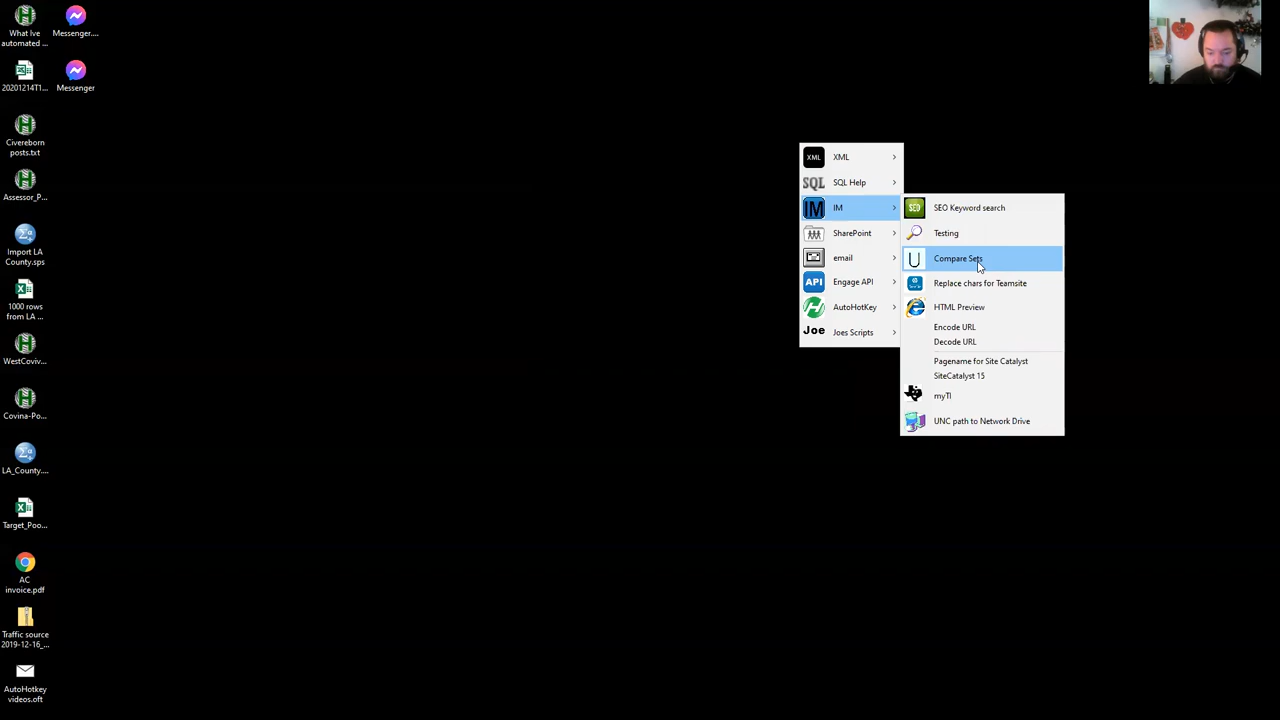 What Ive
automated ...
Messenger....
20201214T1...
Messenger
Civereborn
posts.txt
Assessor_P...
Import LA
County.sps
1000 rows
from LA ...
WestCoviv...
Covina-Po...
LA_County....
Target_Poo...
AC
invoice.pdf
Traffic source
2019-12-16_...
AutoHotkey
videos.oft
XML XML
SQL SQL Help
IM IM
SharePoint
email
API Engage API
AutoHotKey
Joe Joes Scripts
SEO SEO Keyword search
Testing
U Compare Sets
Replace chars for Teamsite
HTML Preview
Encode URL
Decode URL
Pagename for Site Catalyst
SiteCatalyst 15
myTI
UNC path to Network Drive